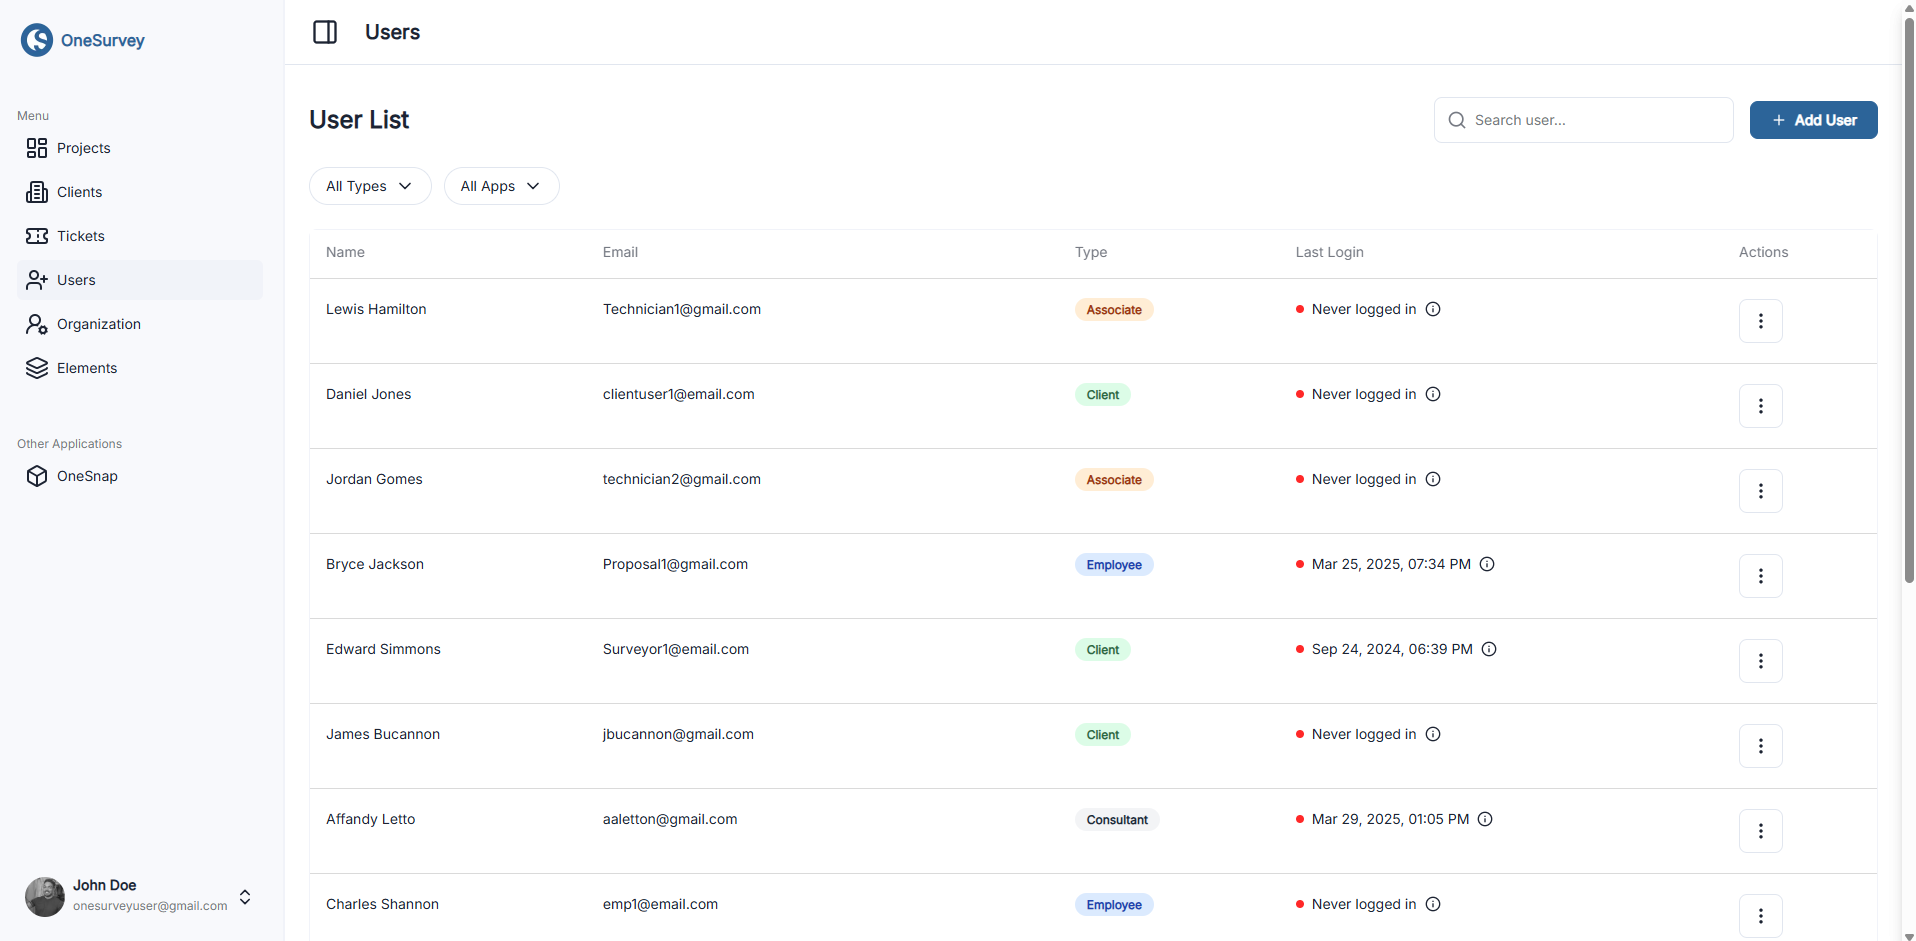 OneSurvey
Menu
Projects
Clients
Tickets
Users
Organization
Elements
Other Applications
OneSnap
John Doe
onesurveyuser@gmail.com
Users
User List
Search user...
+ Add User
All Types
All Apps
Name Email Type Last Login Actions
Lewis Hamilton Technician1@gmail.com Associate Never logged in
Daniel Jones clientuser1@email.com Client Never logged in
Jordan Gomes technician2@gmail.com Associate Never logged in
Bryce Jackson Proposal1@gmail.com Employee Mar 25, 2025, 07:34 PM
Edward Simmons Surveyor1@email.com Client Sep 24, 2024, 06:39 PM
James Bucannon jbucannon@gmail.com Client Never logged in
Affandy Letto aaletton@gmail.com Consultant Mar 29, 2025, 01:05 PM
Charles Shannon emp1@email.com Employee Never logged in